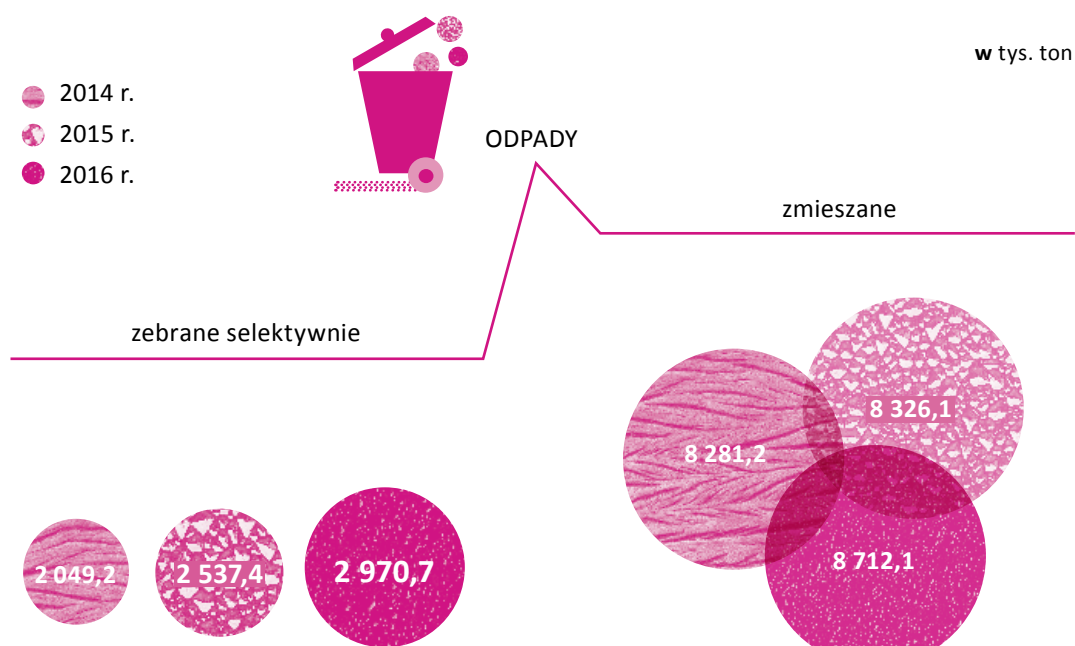 w tys. ton
2014 r.
2015 r.
2016 r.
ODPADY
zmieszane
zebrane selektywnie
8 326,1
8 281,2
8 712,1
2 049,2
2 537,4
2 970,7